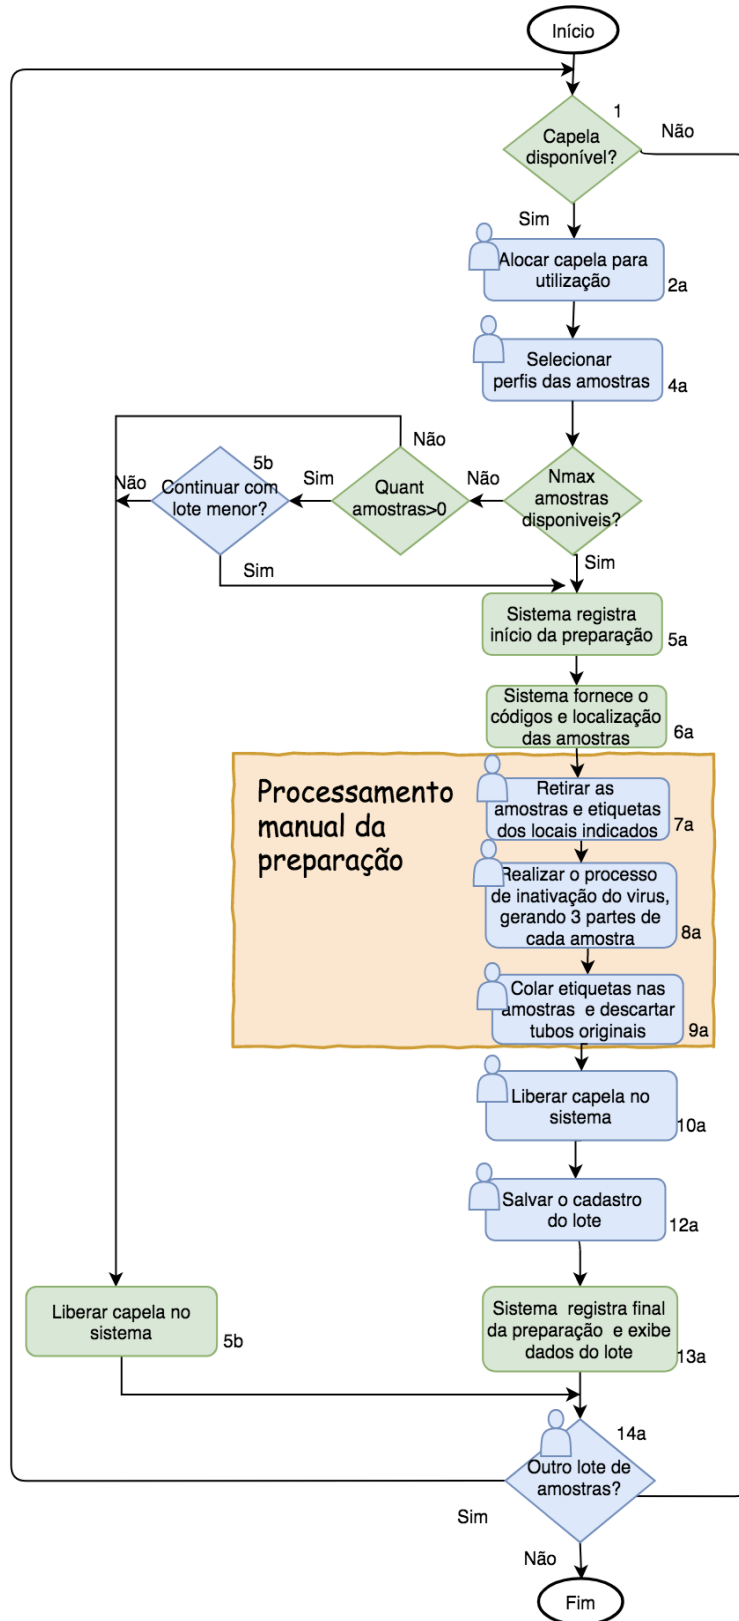 Início
1
Não
Capela
disponível?
Sim
Alocar capela para
utilização
2a
Selecionar
perfis das amostras
4a
Não
5b
Sim
Não
Continuar com
lote menor?
Quant
amostras>0
Não
Nmax
amostras
disponiveis?
Sim
Sim
Sistema registra
início da preparação
5a
Sistema fornece o
códigos e localização
das amostras
6a
Processamento
manual da
preparação
Retirar as
amostras e etiquetas
dos locais indicados
7a
Realizar o processo
de inativação do virus,
gerando 3 partes de
cada amostra
8a
Colar etiquetas nas
amostras e descartar
tubos originais
9a
Liberar capela no
sistema
10a
Salvar o cadastro
do lote
12a
Liberar capela no
sistema
5b
Sistema registra final
da preparação e exibe
dados do lote
13a
14a
Outro lote de
amostras?
Sim
Não
Fim